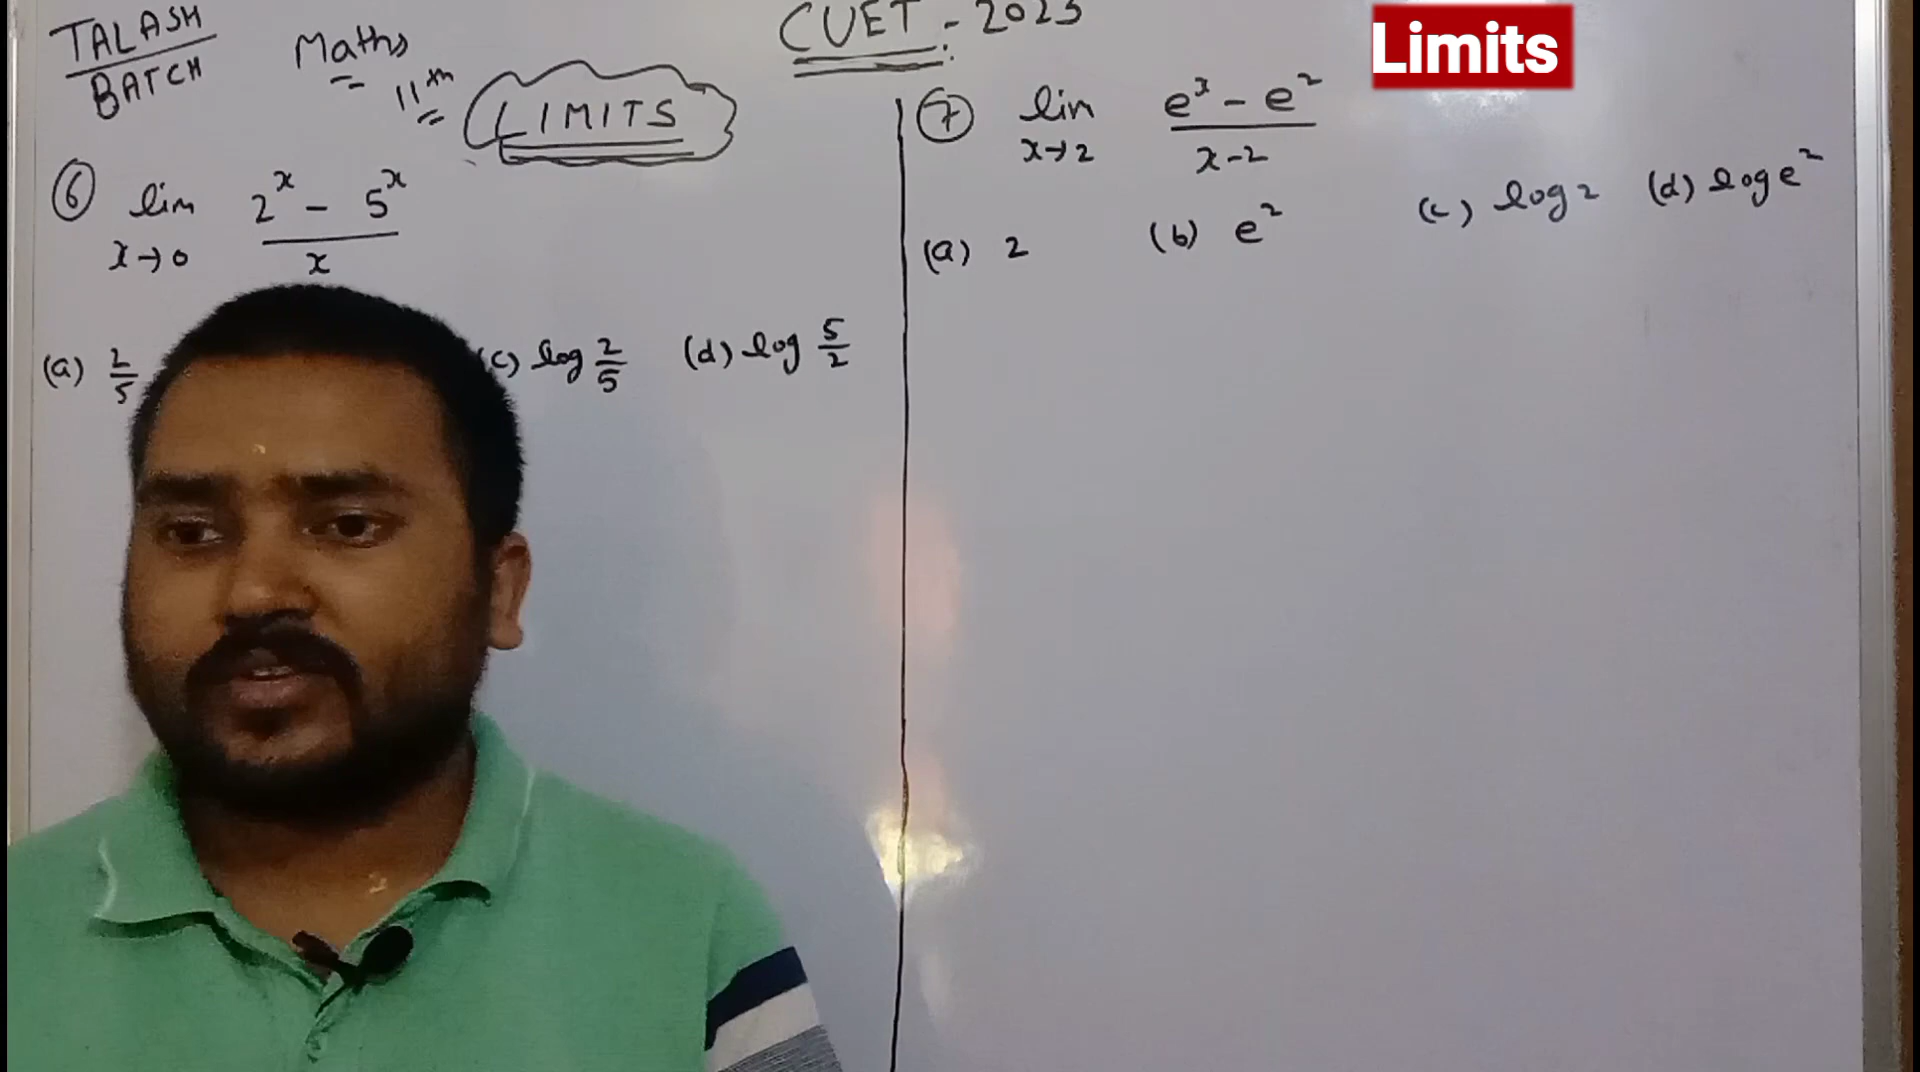 TALASH
BATCH
Maths
11th
LIMITS
CUET - 2023
Limits
⑥ lim x→0 (2^x - 5^x)/x
(a) 2/5
(c) log 2/5 (d) log 5/2
⑦ lim x→2 (e^x - e^2)/(x-2)
(a) 2 (b) e^2 (c) log 2 (d) log e^2